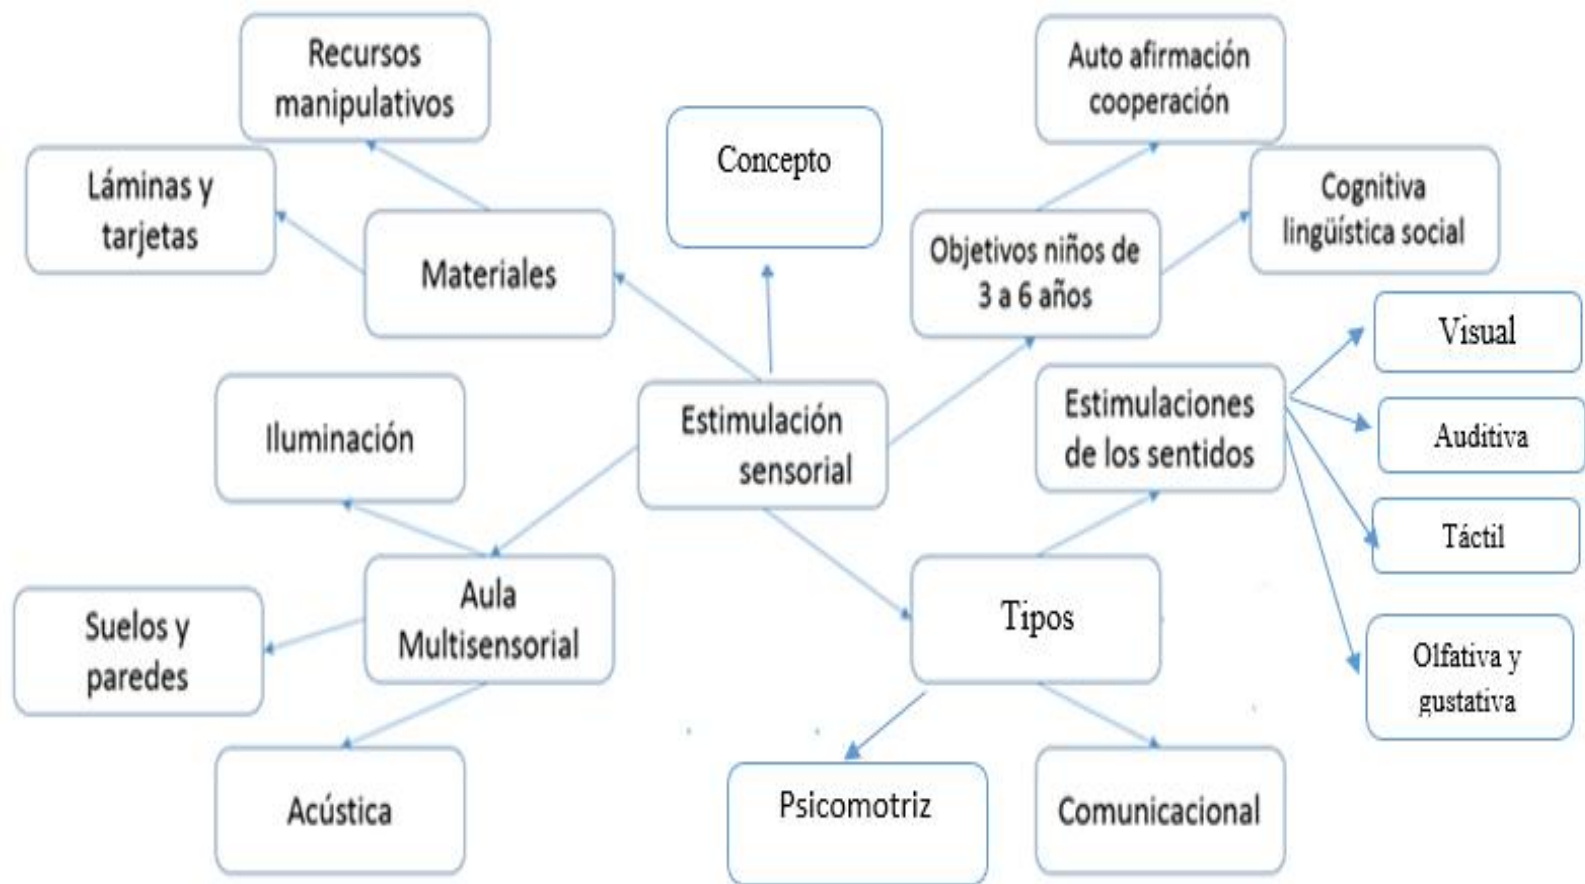 Recursos
manipulativos
Láminas y
tarjetas
Materiales
Concepto
Auto afirmación
cooperación
Cognitiva
lingüística social
Objetivos niños de
3 a 6 años
Iluminación
Estimulación
sensorial
Estimulaciones
de los sentidos
Visual
Auditiva
Táctil
Olfativa y
gustativa
Suelos y
paredes
Aula
Multisensorial
Tipos
Acústica
Psicomotriz
Comunicacional